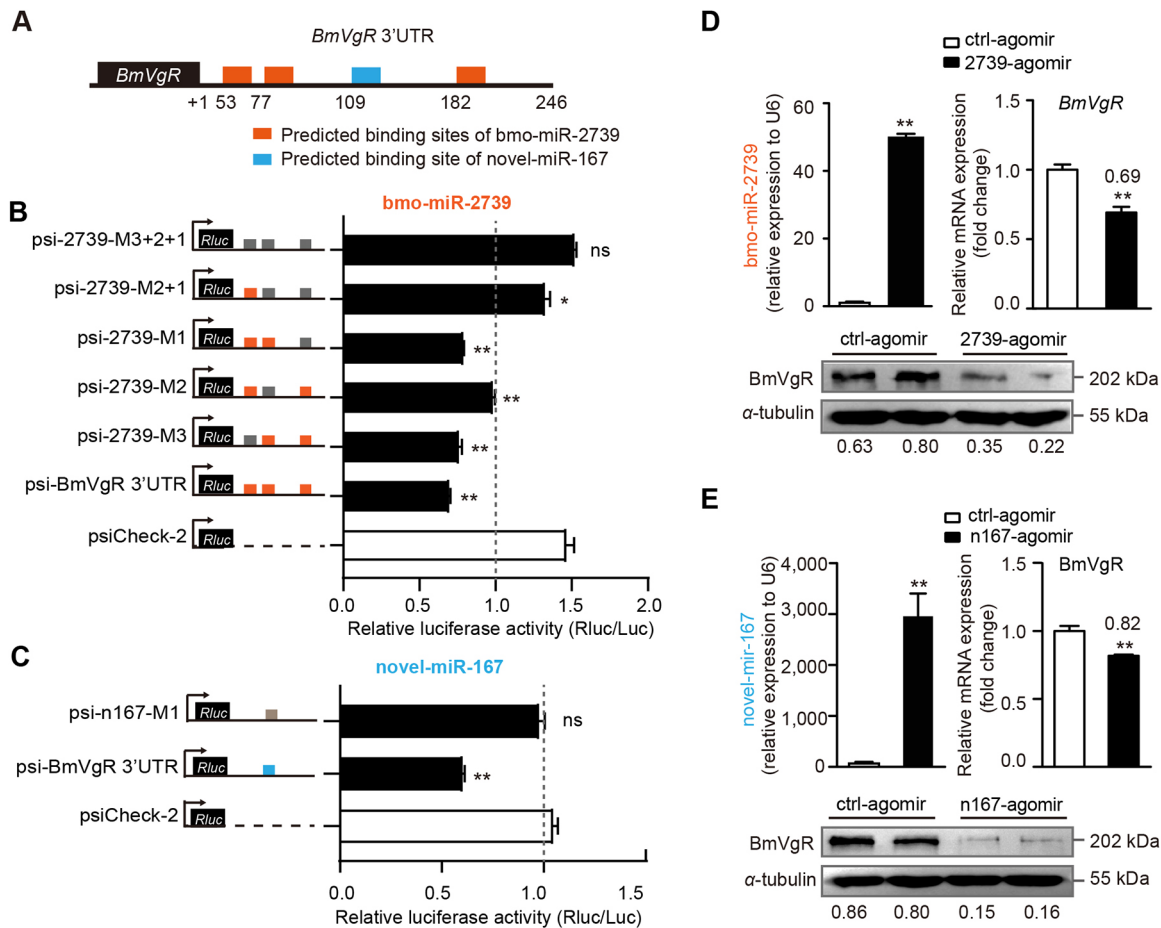 A
BmVgR 3’UTR
BmVgR
+1 53 77 109 182 246
Predicted binding sites of bmo-miR-2739
Predicted binding site of novel-miR-167
B
bmo-miR-2739
psi-2739-M3+2+1 Rluc ns
psi-2739-M2+1 Rluc *
psi-2739-M1 Rluc **
psi-2739-M2 Rluc **
psi-2739-M3 Rluc **
psi-BmVgR 3’UTR Rluc **
psiCheck-2 Rluc
0.0 0.5 1.0 1.5 2.0
Relative luciferase activity (Rluc/Luc)
C
novel-miR-167
psi-n167-M1 Rluc ns
psi-BmVgR 3’UTR Rluc **
psiCheck-2 Rluc
0.0 0.5 1.0 1.5
Relative luciferase activity (Rluc/Luc)
D
ctrl-agomir
2739-agomir
bmo-miR-2739
(relative expression to U6)
60
40
20
0
**
Relative mRNA expression
(fold change)
1.5
1.0
0.5
0.0
BmVgR
0.69
**
ctrl-agomir 2739-agomir
BmVgR 202 kDa
α-tubulin 55 kDa
0.63 0.80 0.35 0.22
E
ctrl-agomir
n167-agomir
novel-mir-167
(relative expression to U6)
4,000
3,000
2,000
1,000
0
**
Relative mRNA expression
(fold change)
1.5
1.0
0.5
0.0
BmVgR
0.82
**
ctrl-agomir n167-agomir
BmVgR 202 kDa
α-tubulin 55 kDa
0.86 0.80 0.15 0.16